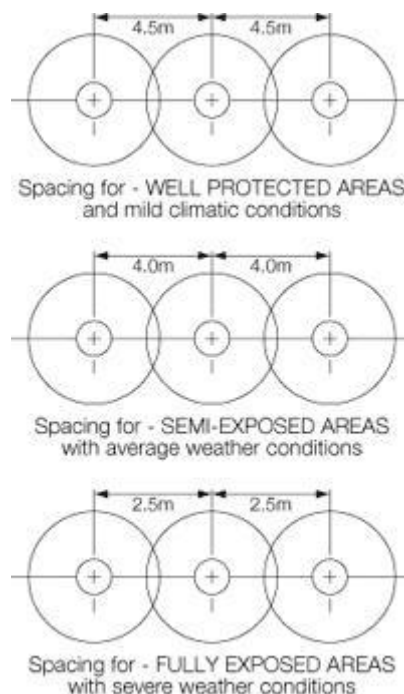 4.5m 4.5m
Spacing for - WELL PROTECTED AREAS
and mild climatic conditions
4.0m 4.0m
Spacing for - SEMI-EXPOSED AREAS
with average weather conditions
2.5m 2.5m
Spacing for - FULLY EXPOSED AREAS
with severe weather conditions